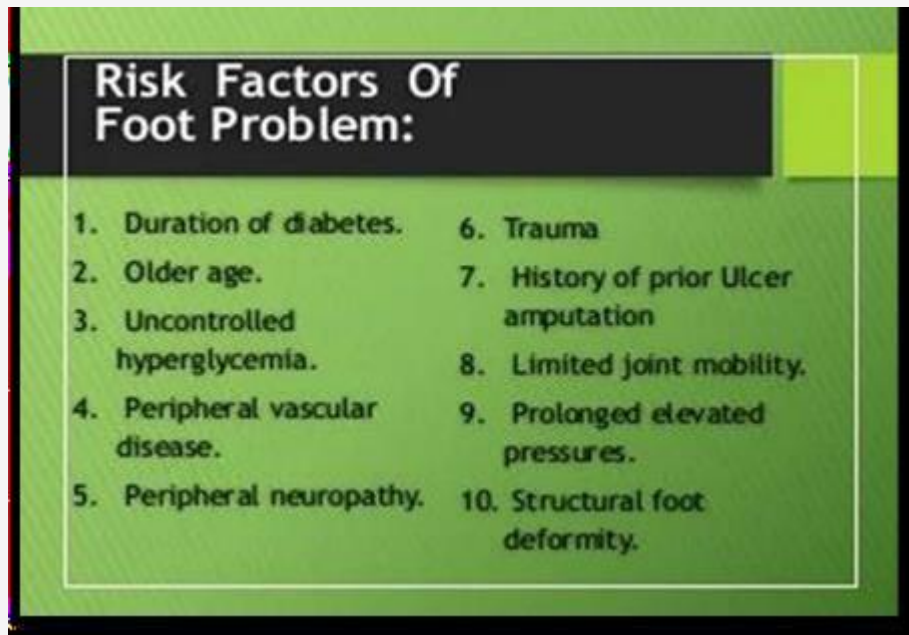 Risk Factors Of
Foot Problem:
1. Duration of diabetes.
2. Older age.
3. Uncontrolled
hyperglycemia.
4. Peripheral vascular
disease.
5. Peripheral neuropathy.
6. Trauma
7. History of prior Ulcer
amputation
8. Limited joint mobility.
9. Prolonged elevated
pressures.
10. Structural foot
deformity.